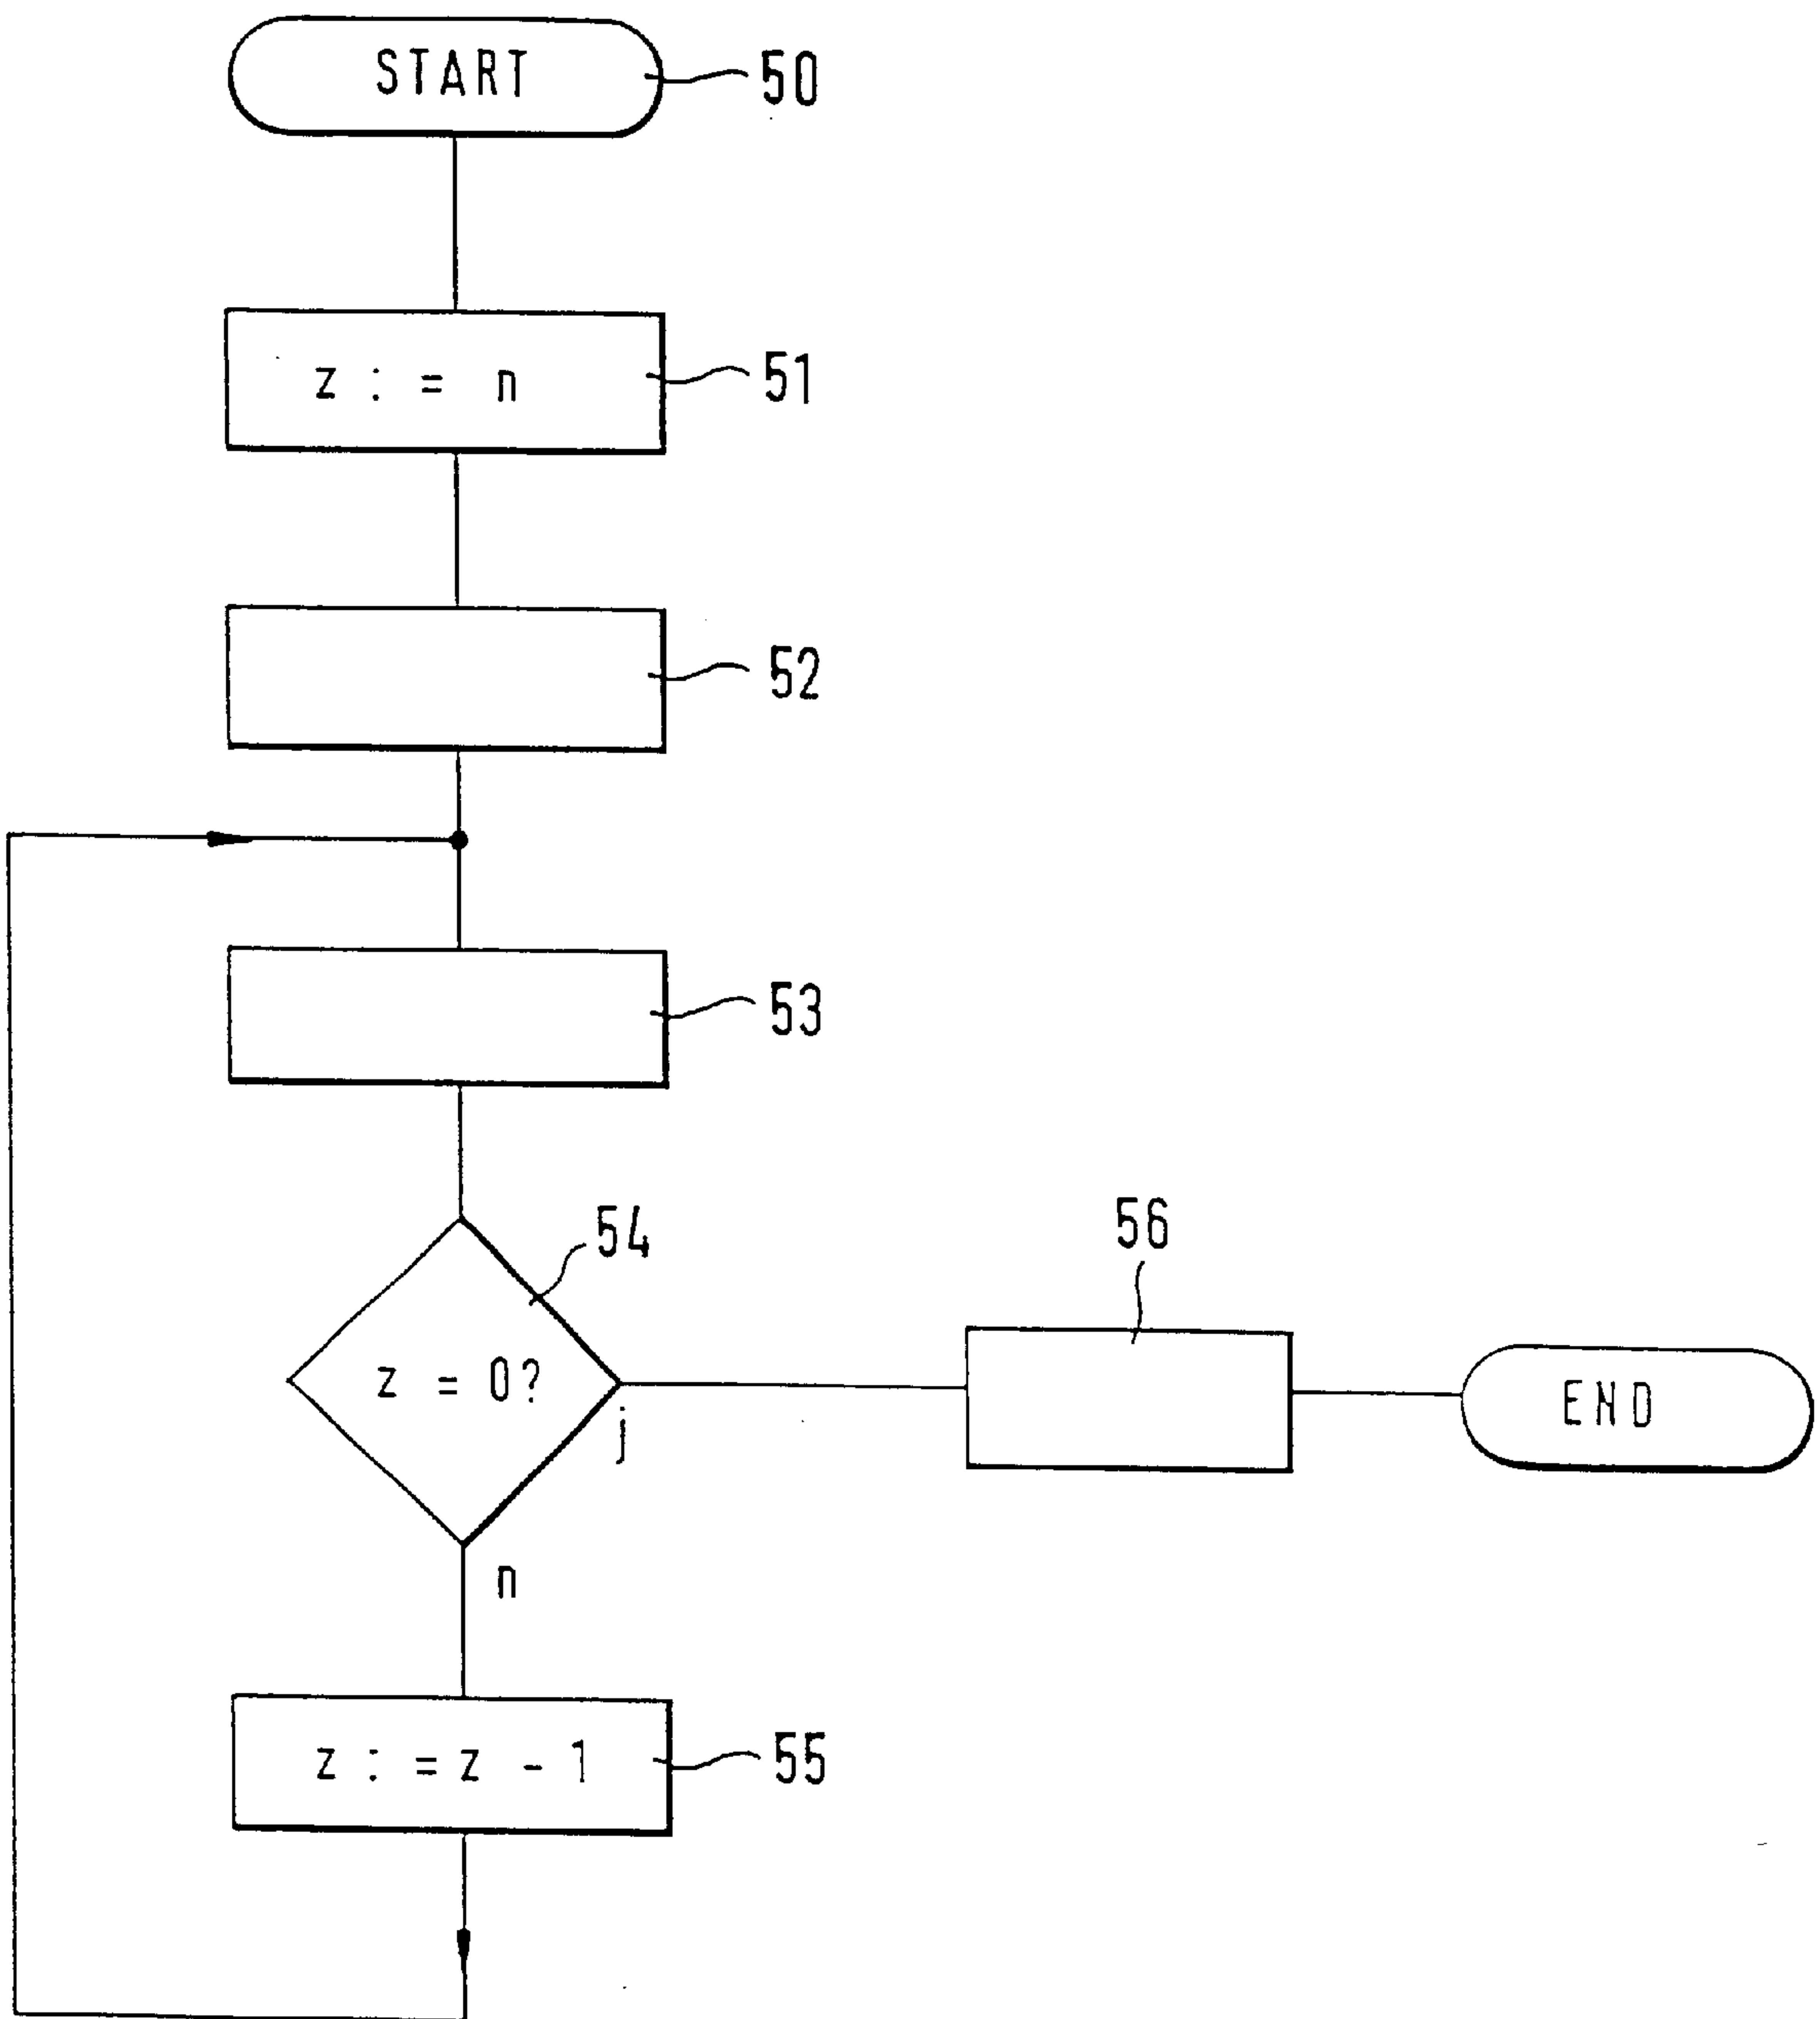 START
50
z : = n
51
52
53
54
56
z = 0?
j
END
n
z : = z - 1
55